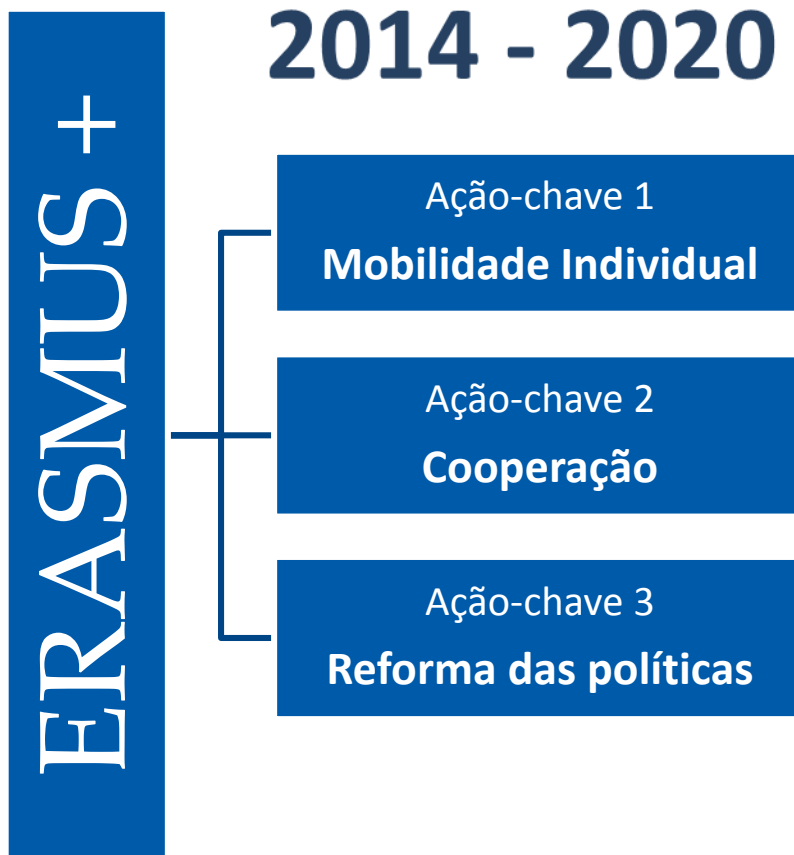 2014 - 2020
ERASMUS +
Ação-chave 1
Mobilidade Individual
Ação-chave 2
Cooperação
Ação-chave 3
Reforma das políticas